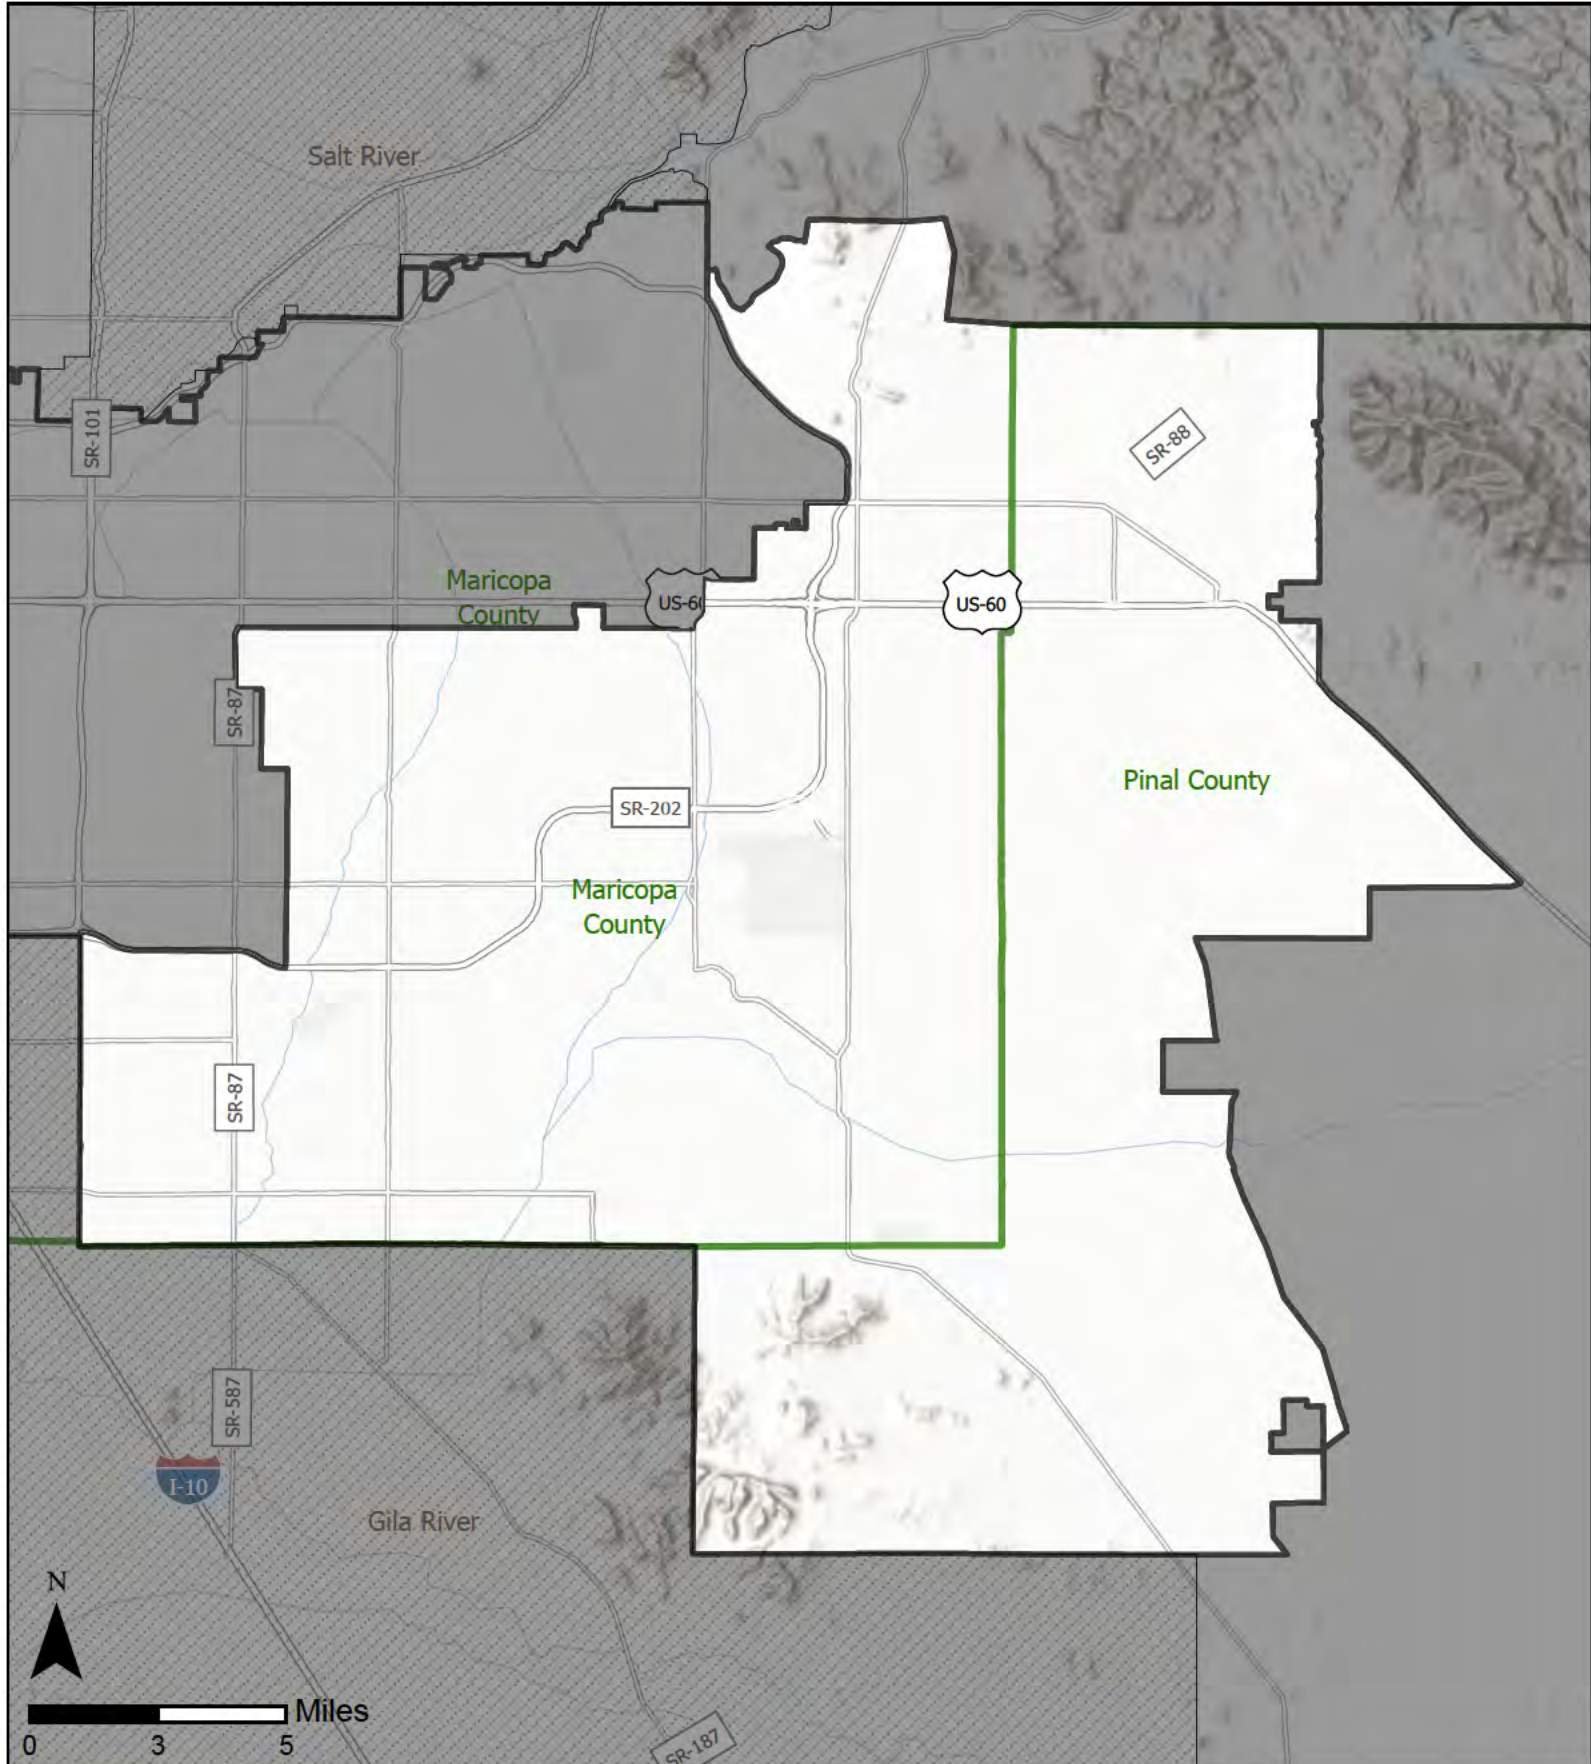 Salt River
SR-101
SR-88
Maricopa
County
US-60
US-60
SR-87
Pinal County
SR-202
Maricopa
County
SR-87
SR-587
I-10
Gila River
N
Miles
0 3 5
SR-187